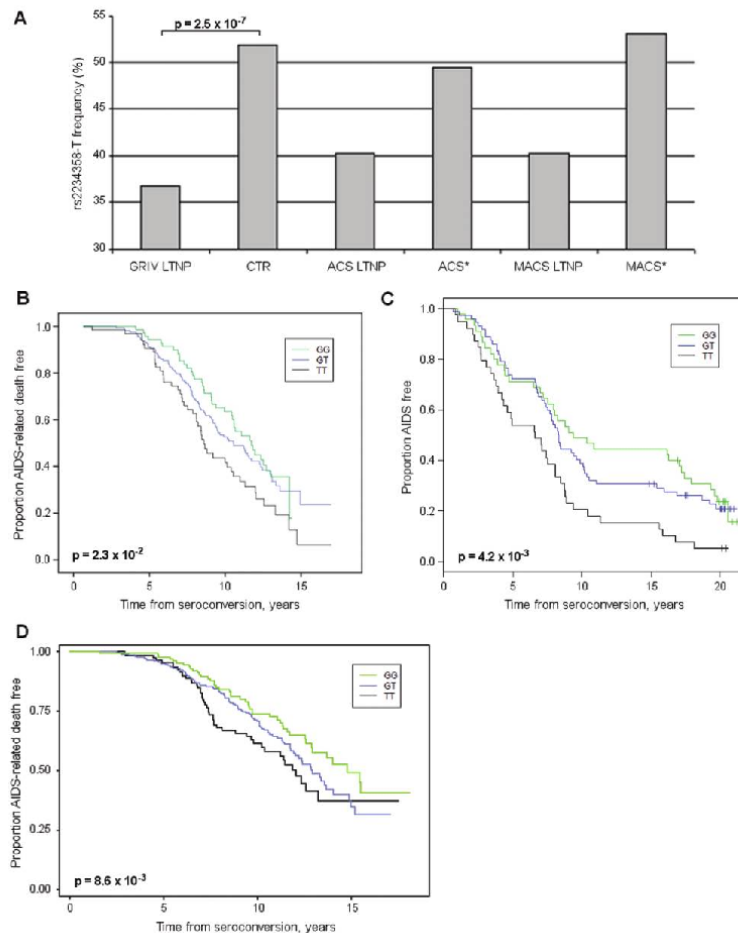 A
p = 2.5 x 10-7
rs2234358-T frequency (%)
55
50
45
40
35
30
GRIV LTNP CTR ACS LTNP ACS* MACS LTNP MACS*
B
Proportion AIDS-related death free
1.0
0.8
0.6
0.4
0.2
0.0
GG
GT
TT
p = 2.3 x 10-2
0 5 10 15 20
Time from seroconversion, years
C
Proportion AIDS free
1.0
0.8
0.6
0.4
0.2
0.0
GG
GT
TT
p = 4.2 x 10-3
0 5 10 15 20
Time from seroconversion, years
D
Proportion AIDS-related death free
1.00
0.75
0.50
0.25
0.00
GG
GT
TT
p = 8.6 x 10-3
0 5 10 15
Time from seroconversion, years